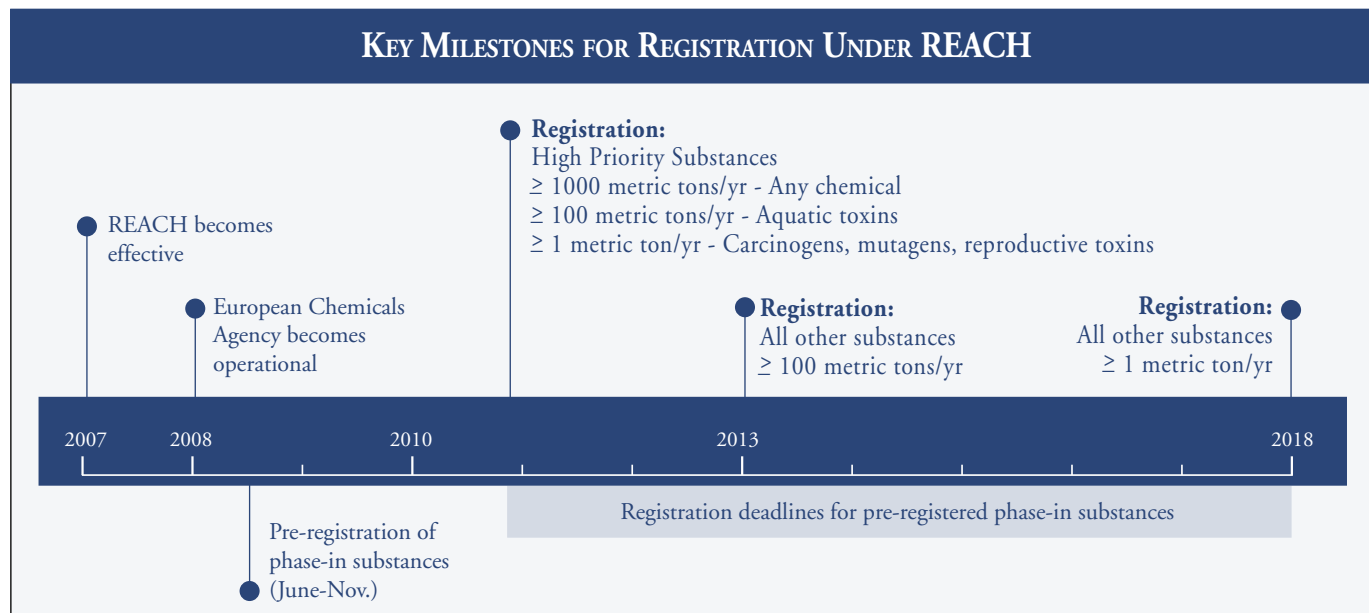 KEY MILESTONES FOR REGISTRATION UNDER REACH
Registration:
High Priority Substances
≥ 1000 metric tons/yr - Any chemical
≥ 100 metric tons/yr - Aquatic toxins
≥ 1 metric ton/yr - Carcinogens, mutagens, reproductive toxins
REACH becomes
effective
European Chemicals
Agency becomes
operational
Registration:
All other substances
≥ 100 metric tons/yr
Registration:
All other substances
≥ 1 metric ton/yr
2007 2008 2010 2013 2018
Registration deadlines for pre-registered phase-in substances
Pre-registration of
phase-in substances
(June-Nov.)